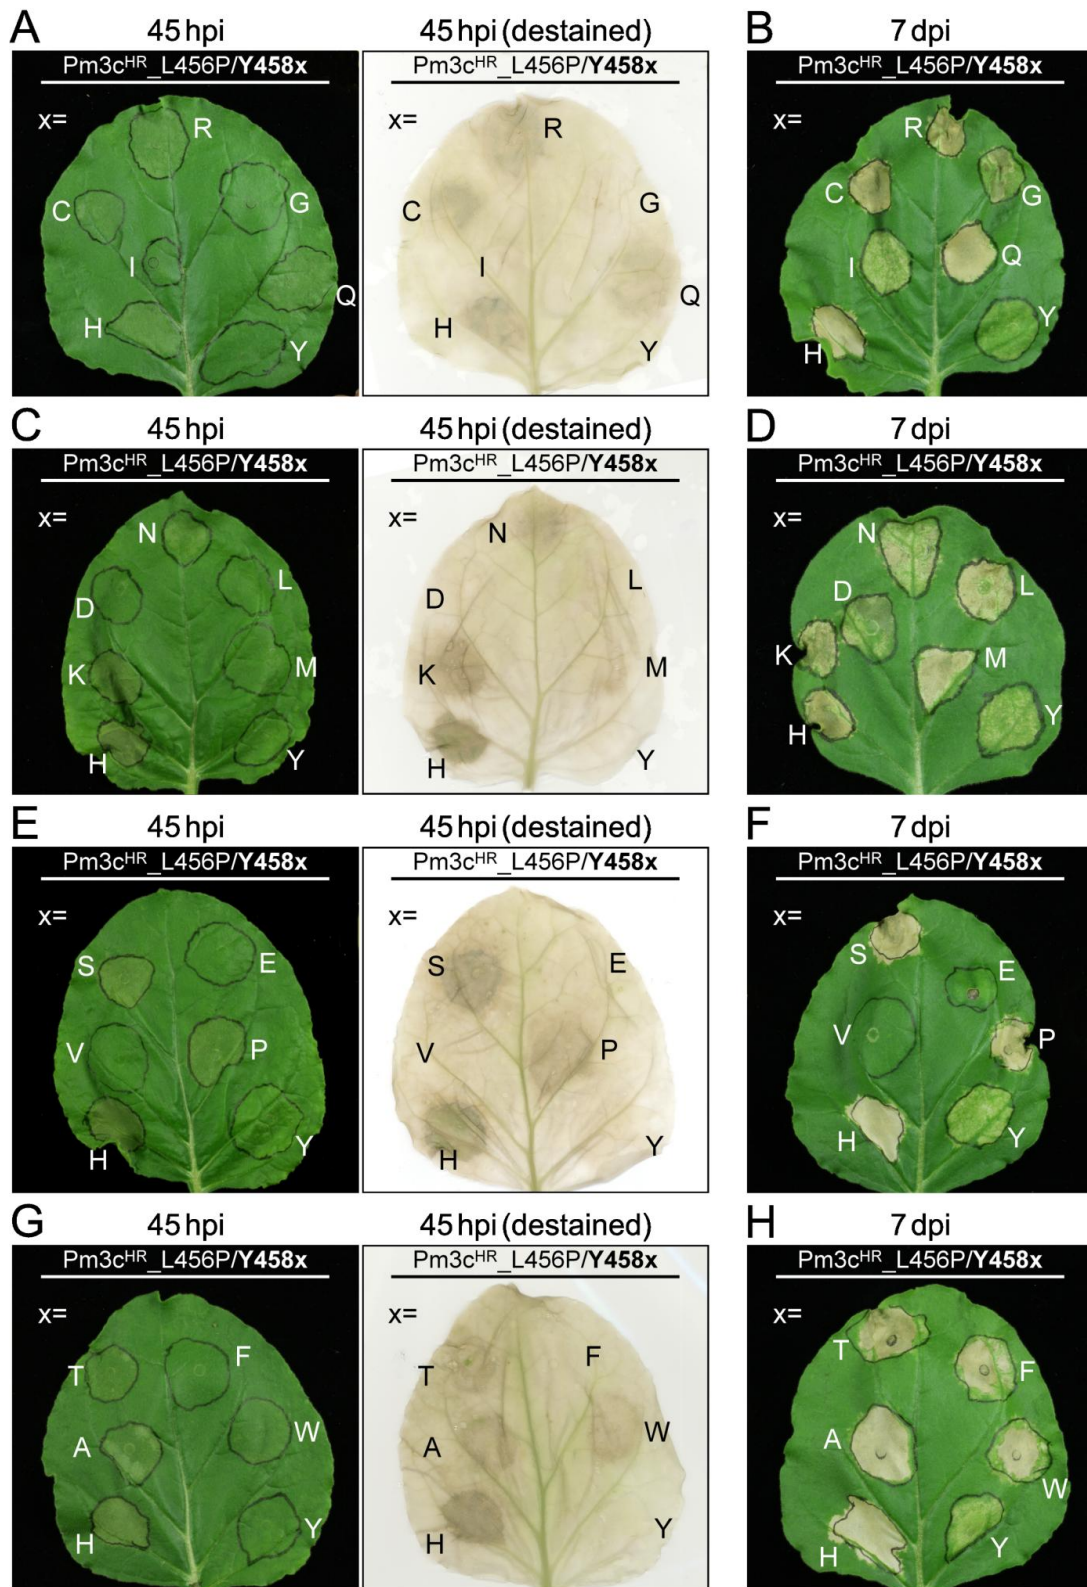 A 45 hpi 45 hpi (destained) B 7 dpi
Pm3cᴴᴿ_L456P/Y458x Pm3cᴴᴿ_L456P/Y458x Pm3cᴴᴿ_L456P/Y458x
x= R x= R x= R
C G C G C G
I Q I Q I Q
H Y H Y H Y
C 45 hpi 45 hpi (destained) D 7 dpi
Pm3cᴴᴿ_L456P/Y458x Pm3cᴴᴿ_L456P/Y458x Pm3cᴴᴿ_L456P/Y458x
x= N x= N x= N
D L D L D L
K M K M K M
H Y H Y H Y
E 45 hpi 45 hpi (destained) F 7 dpi
Pm3cᴴᴿ_L456P/Y458x Pm3cᴴᴿ_L456P/Y458x Pm3cᴴᴿ_L456P/Y458x
x= x= x=
S E S E S E
V P V P V P
H Y H Y H Y
G 45 hpi 45 hpi (destained) H 7 dpi
Pm3cᴴᴿ_L456P/Y458x Pm3cᴴᴿ_L456P/Y458x Pm3cᴴᴿ_L456P/Y458x
x= x= x=
T F T F T F
A W A W A W
H Y H Y H Y